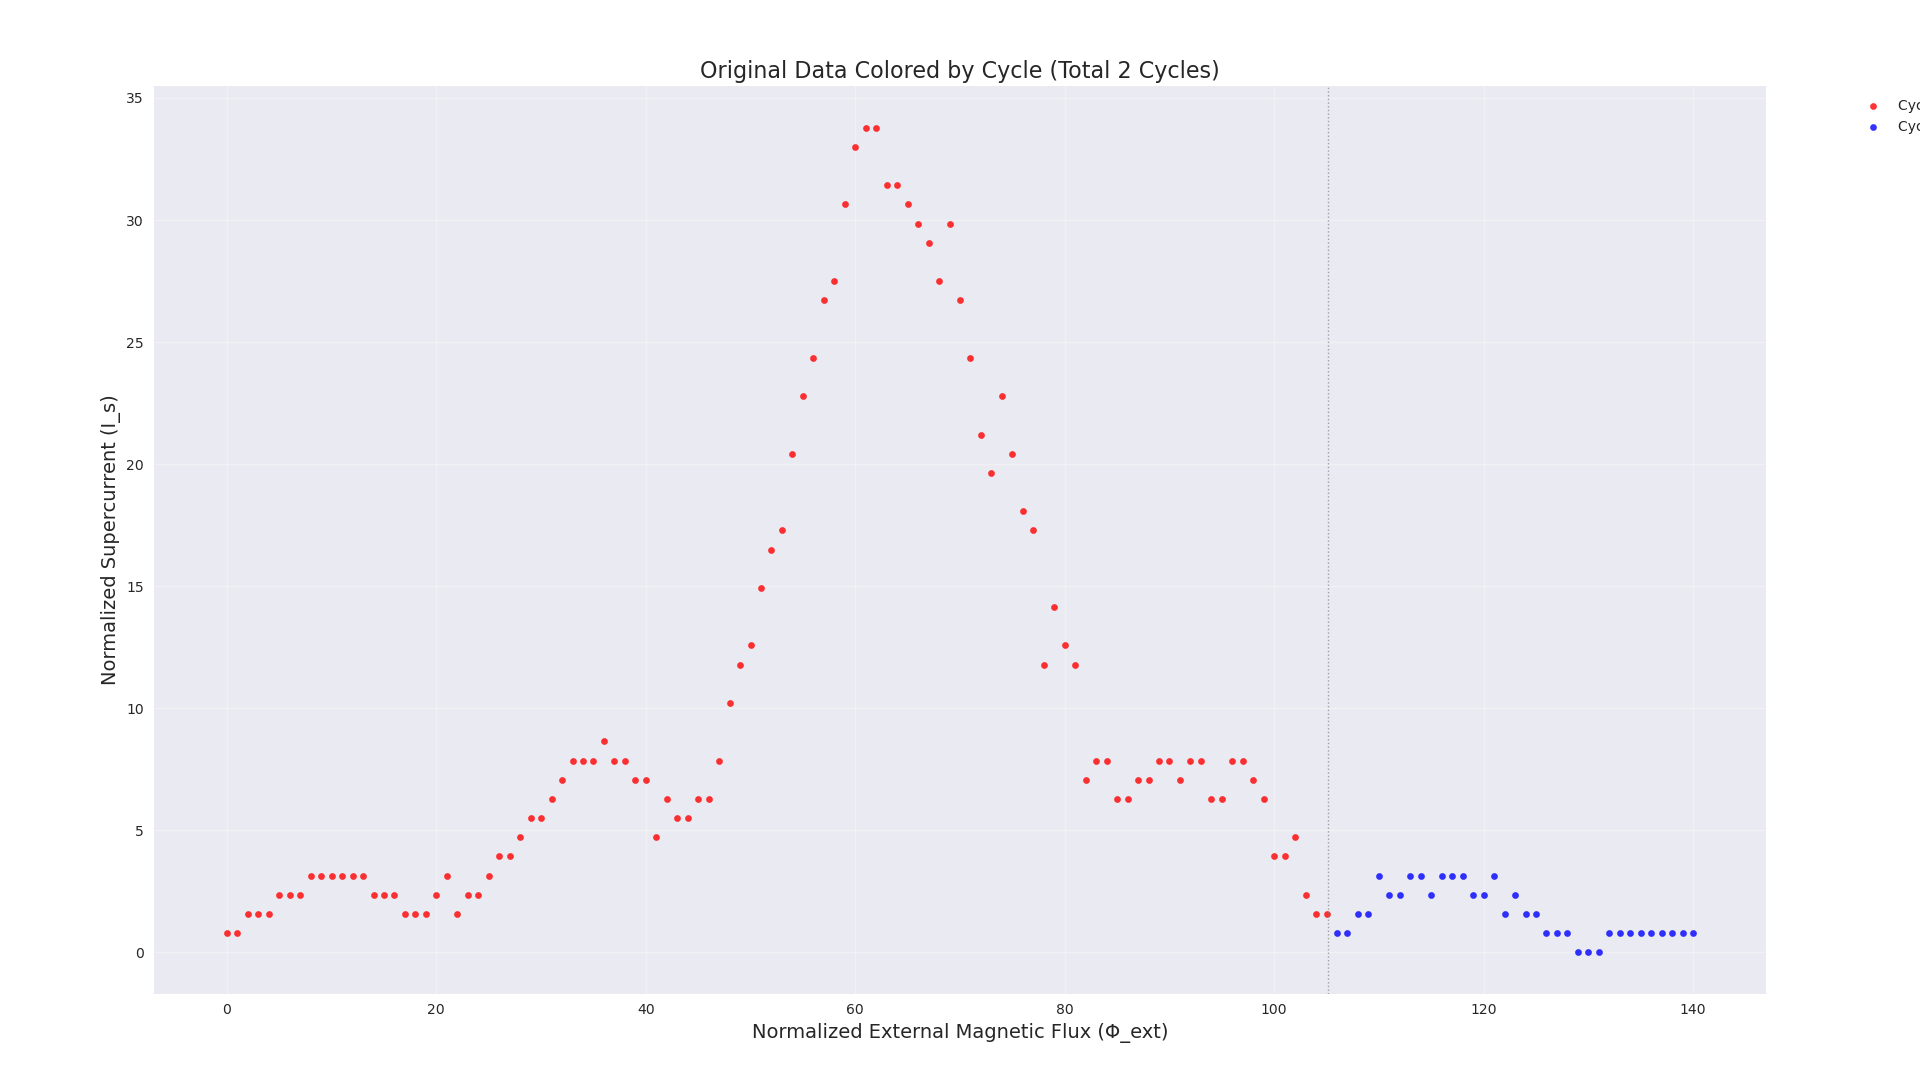 Original Data Colored by Cycle (Total 2 Cycles)
35
30
25
20
15
10
5
0
Normalized Supercurrent (I_s)
0 20 40 60 80 100 120 140
Normalized External Magnetic Flux (Φ_ext)
Cyc
Cyc